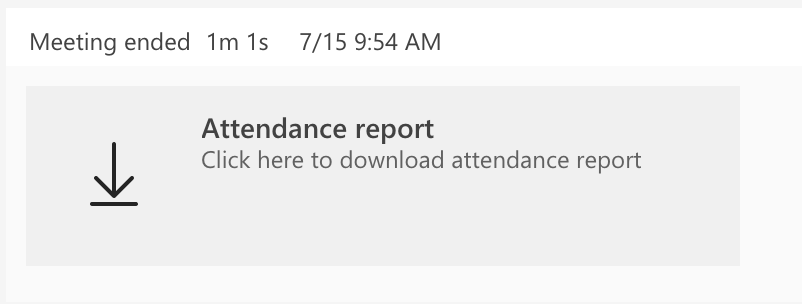 Meeting ended 1m 1s 7/15 9:54 AM
Attendance report
Click here to download attendance report